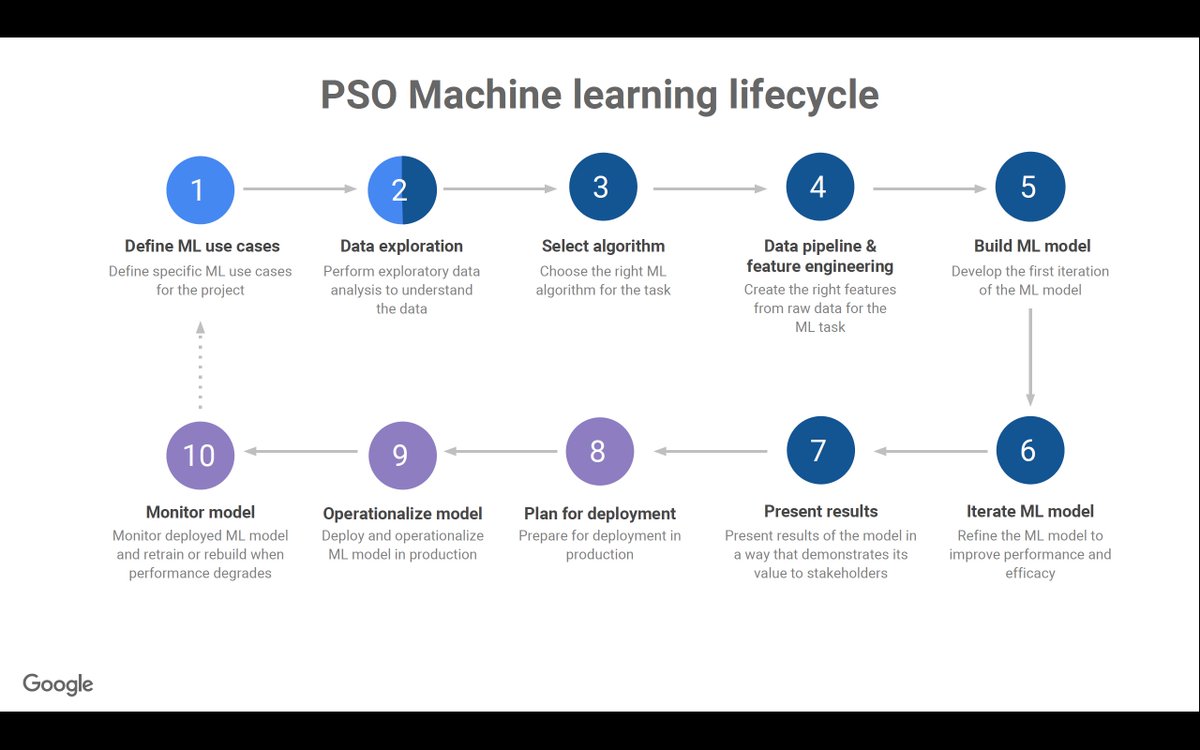 PSO Machine learning lifecycle
1
2
3
4
5
Define ML use cases
Define specific ML use cases
for the project
Data exploration
Perform exploratory data
analysis to understand
the data
Select algorithm
Choose the right ML
algorithm for the task
Data pipeline &
feature engineering
Create the right features
from raw data for the
ML task
Build ML model
Develop the first iteration
of the ML model
10
9
8
7
6
Monitor model
Monitor deployed ML model
and retrain or rebuild when
performance degrades
Operationalize model
Deploy and operationalize
ML model in production
Plan for deployment
Prepare for deployment in
production
Present results
Present results of the model in
a way that demonstrates its
value to stakeholders
Iterate ML model
Refine the ML model to
improve performance and
efficacy
Google